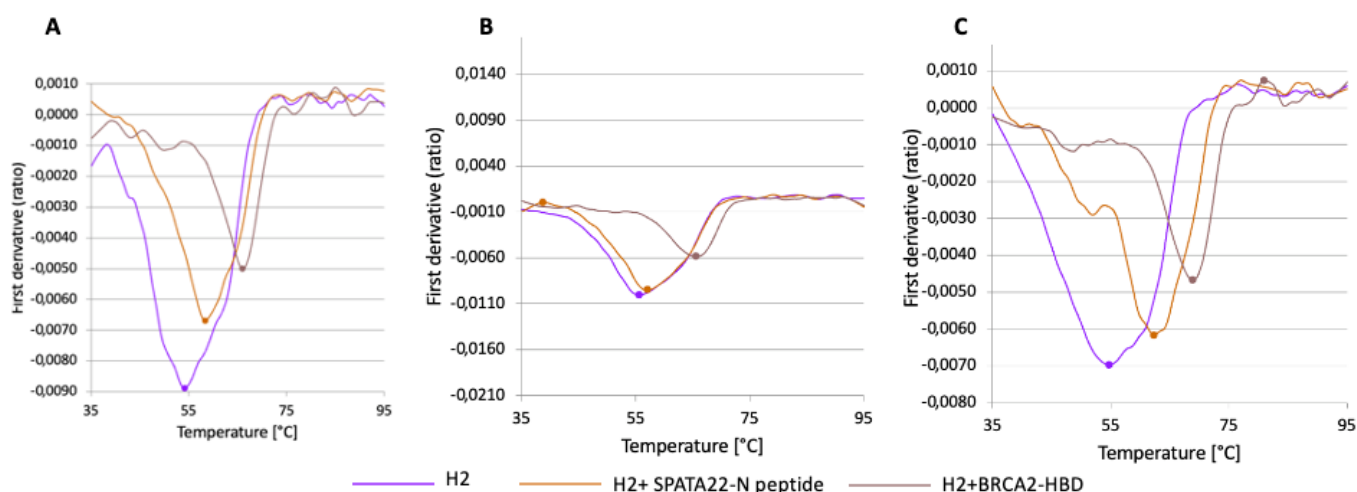 A
First derivative (ratio)
0,0010
0,0000
-0,0010
-0,0020
-0,0030
-0,0040
-0,0050
-0,0060
-0,0070
-0,0080
-0,0090
35 55 75 95
Temperature [°C]
B
First derivative (ratio)
0,0140
0,0090
0,0040
-0,0010
-0,0060
-0,0110
-0,0160
-0,0210
35 55 75 95
Temperature [°C]
C
First derivative (ratio)
0,0010
0,0000
-0,0010
-0,0020
-0,0030
-0,0040
-0,0050
-0,0060
-0,0070
-0,0080
35 55 75 95
Temperature [°C]
H2 H2+ SPATA22-N peptide H2+BRCA2-HBD